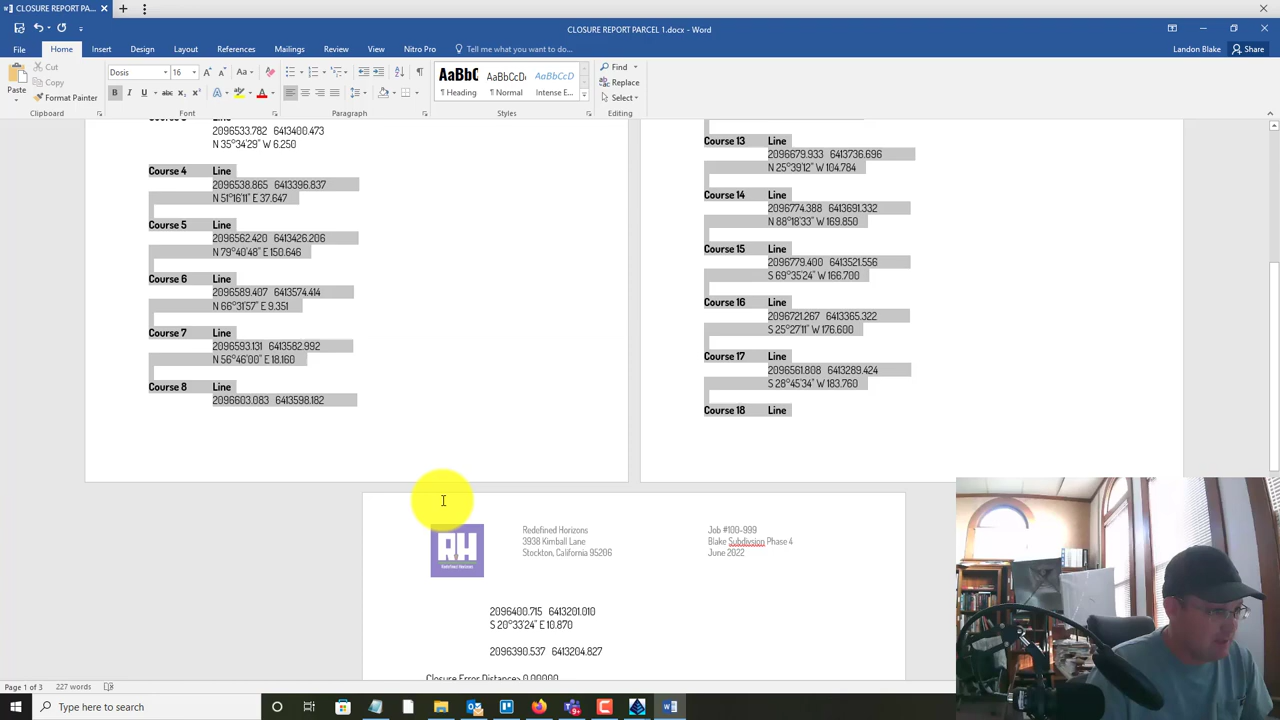 CLOSURE REPORT PAR...
CLOSURE REPORT PARCEL 1.docx - Word
File Home Insert Design Layout References Mailings Review View Nitro Pro Tell me what you want to do...
Landon Blake Share
Paste
Cut
Copy
Format Painter
Clipboard
Dosis 16
Font
Paragraph
AaBbC AaBbCcD AaBbCcD
¶ Heading ¶ Normal Intense E...
Styles
Find
Replace
Select
Editing
2096533.782 6413400.473
N 35°34'29" W 6.250
Course 4 Line
2096538.865 6413396.837
N 51°16'11" E 37.647
Course 5 Line
2096562.420 6413426.206
N 79°40'48" E 150.646
Course 6 Line
2096589.407 6413574.414
N 66°31'57" E 9.351
Course 7 Line
2096593.131 6413582.992
N 56°46'00" E 18.160
Course 8 Line
2096603.083 6413598.182
Course 13 Line
2096679.933 6413736.696
N 25°39'12" W 104.784
Course 14 Line
2096774.388 6413691.332
N 88°18'33" W 169.850
Course 15 Line
2096779.400 6413521.556
S 69°35'24" W 166.700
Course 16 Line
2096721.267 6413365.322
S 25°27'11" W 176.600
Course 17 Line
2096561.808 6413289.424
S 28°45'34" W 183.760
Course 18 Line
RH
Redefined Horizons
Redefined Horizons
3938 Kimball Lane
Stockton, California 95206
Job #100-999
Blake Subdivsion Phase 4
June 2022
2096400.715 6413201.010
S 20°33'24" E 10.870
2096390.537 6413204.827
Closure Error Distance> 0.00000
Page 1 of 3 227 words
Type here to search